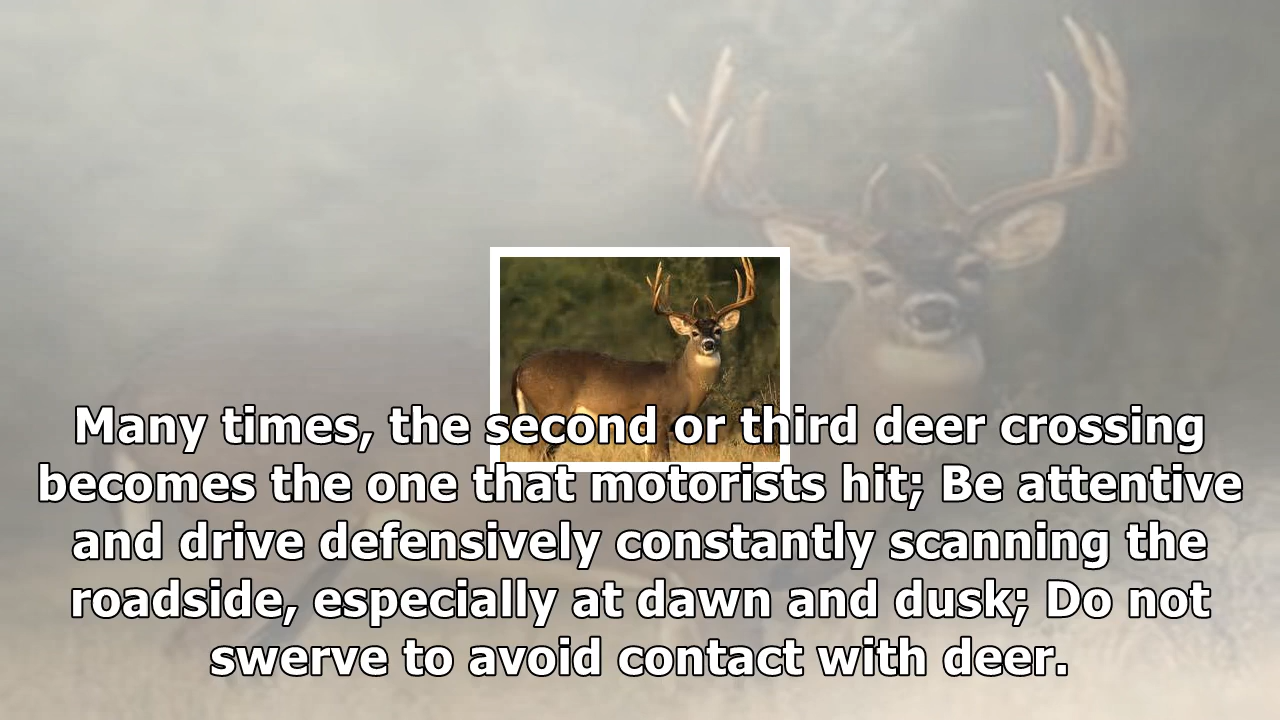 Many times, the second or third deer crossing
becomes the one that motorists hit; Be attentive
and drive defensively constantly scanning the
roadside, especially at dawn and dusk; Do not
swerve to avoid contact with deer.